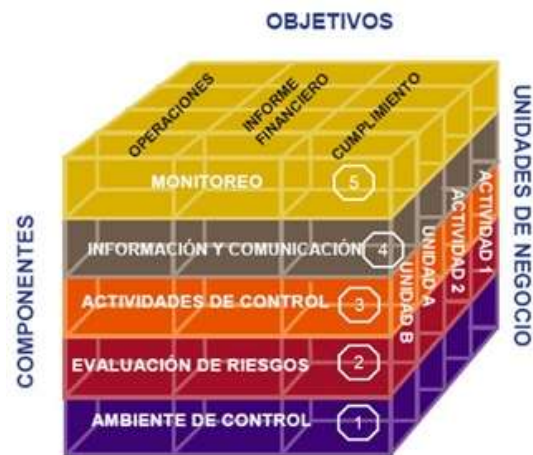 OBJETIVOS
OPERACIONES
INFORME
FINANCIERO
CUMPLIMIENTO
MONITOREO 5
INFORMACIÓN Y COMUNICACIÓN 4
ACTIVIDADES DE CONTROL 3
EVALUACIÓN DE RIESGOS 2
AMBIENTE DE CONTROL 1
COMPONENTES
UNIDAD B
UNIDAD A
ACTIVIDAD 2
ACTIVIDAD 1
UNIDADES DE NEGOCIO